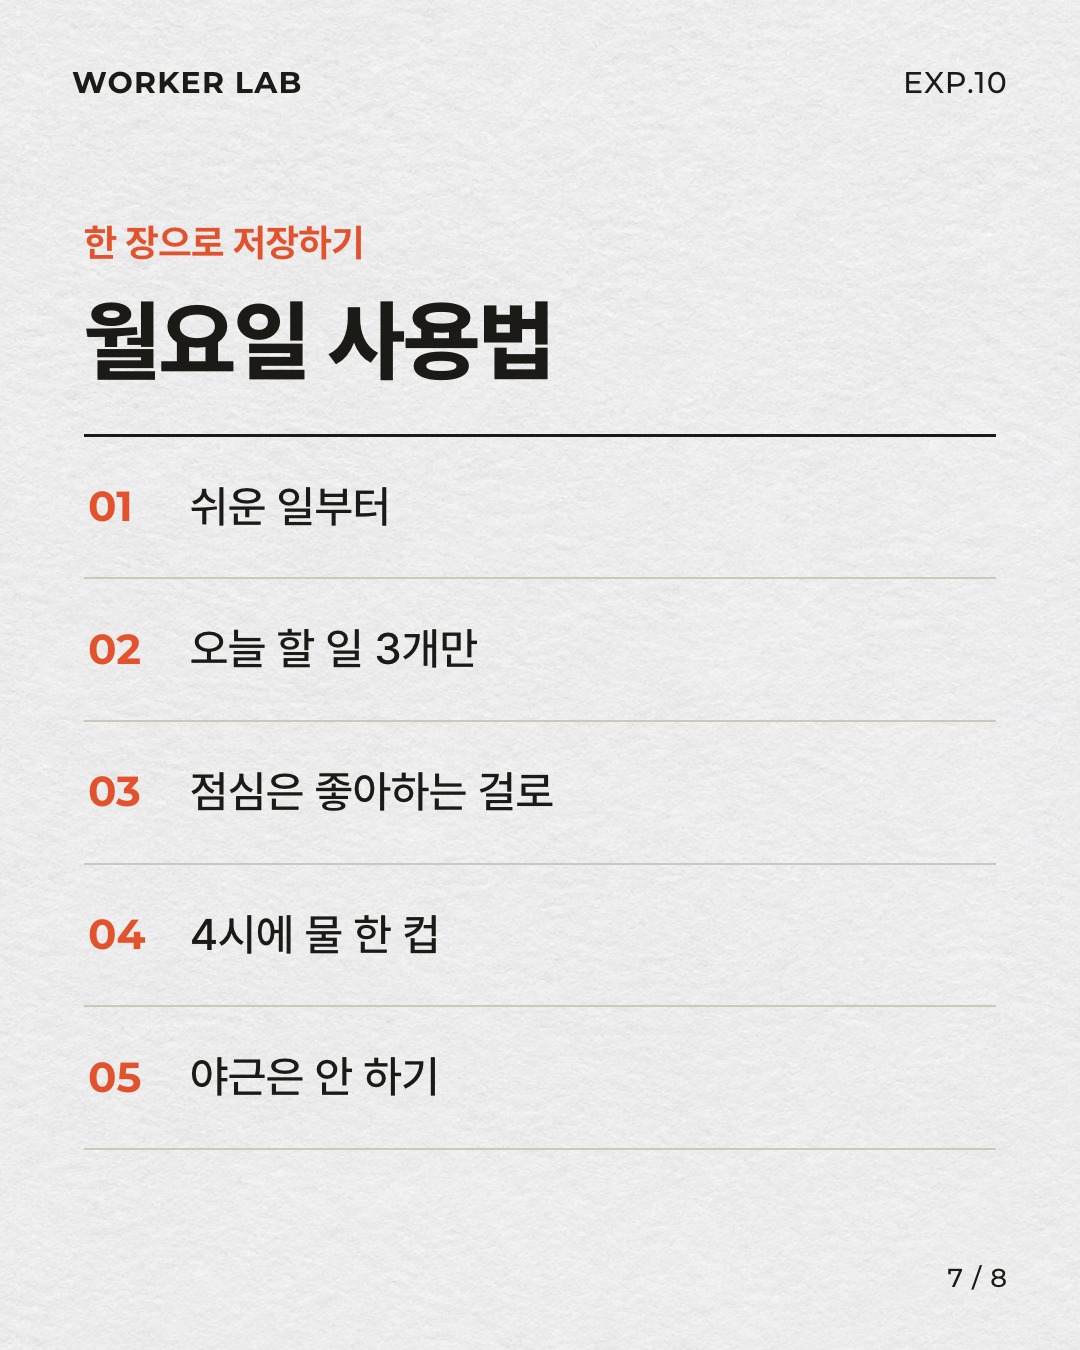 WORKER LAB
EXP.10
한 장으로 저장하기
월요일 사용법
01 쉬운 일부터
02 오늘 할 일 3개만
03 점심은 좋아하는 걸로
04 4시에 물 한 컵
05 야근은 안 하기
7 / 8